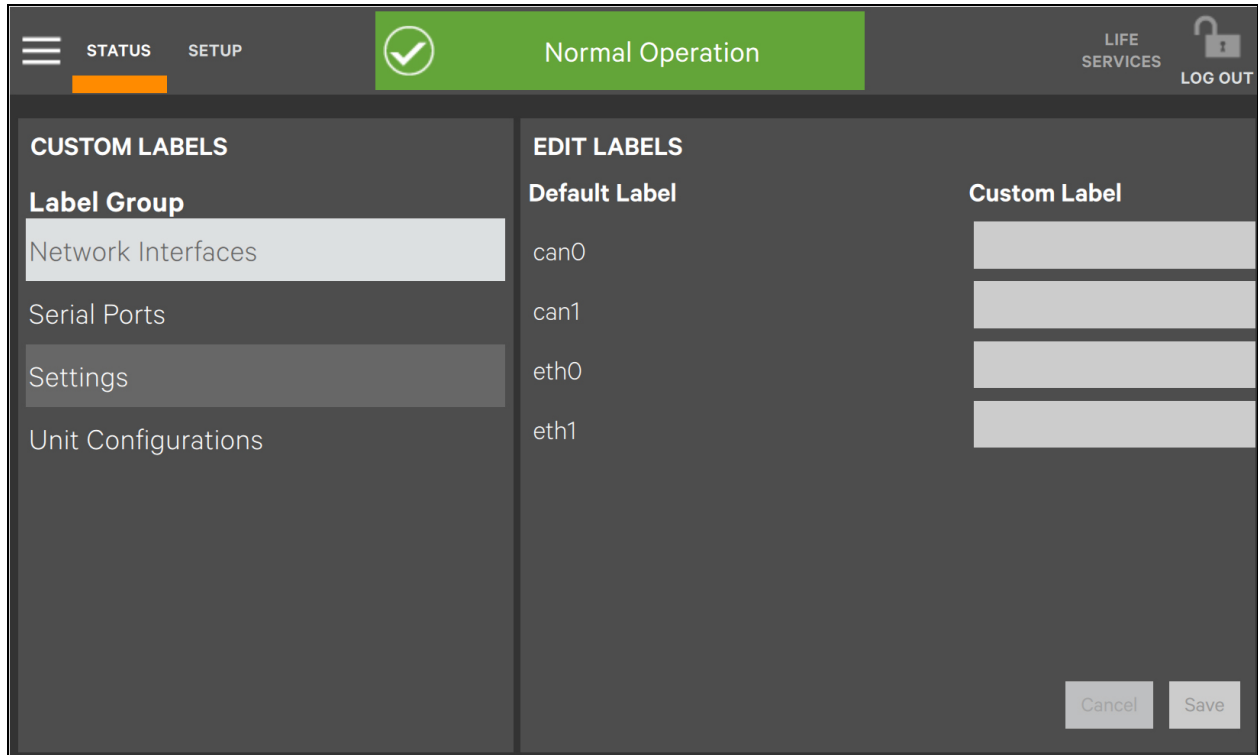 STATUS SETUP Normal Operation LIFE SERVICES LOG OUT
CUSTOM LABELS
Label Group
Network Interfaces
Serial Ports
Settings
Unit Configurations
EDIT LABELS
Default Label Custom Label
can0
can1
eth0
eth1
Cancel Save